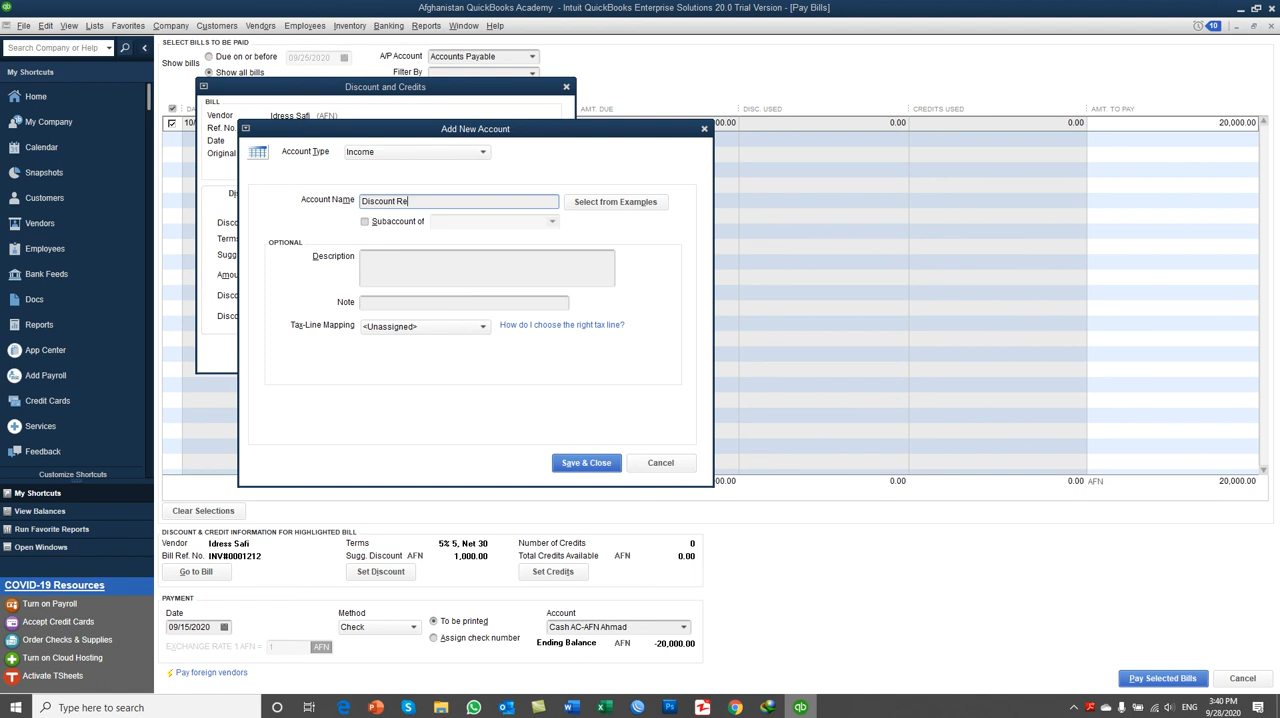 Afghanistan QuickBooks Academy - Intuit QuickBooks Enterprise Solutions 20.0 Trial Version - [Pay Bills]
File Edit View Lists Favorites Company Customers Vendors Employees Inventory Banking Reports Window Help
10
Search Company or Help
My Shortcuts
Home
My Company
Calendar
Snapshots
Customers
Vendors
Employees
Bank Feeds
Docs
Reports
App Center
Add Payroll
Credit Cards
Services
Feedback
Customize Shortcuts
My Shortcuts
View Balances
Run Favorite Reports
Open Windows
COVID-19 Resources
Turn on Payroll
Accept Credit Cards
Order Checks & Supplies
Turn on Cloud Hosting
Activate TSheets
SELECT BILLS TO BE PAID
Show bills
Due on or before
09/25/2020
Show all bills
A/P Account
Accounts Payable
Filter By
AMT. DUE
DISC. USED
CREDITS USED
AMT. TO PAY
0.00
0.00
20,000.00
Discount and Credits
BILL
Vendor
Idress Safi (AFN)
Ref. No.
Date
Original
Terms
Add New Account
Account Type
Income
Account Name
Discount Re
Select from Examples
Subaccount of
OPTIONAL
Description
Note
Tax-Line Mapping
<Unassigned>
How do I choose the right tax line?
Save & Close
Cancel
0.00
0.00
AFN
20,000.00
Clear Selections
DISCOUNT & CREDIT INFORMATION FOR HIGHLIGHTED BILL
Vendor
Idress Safi
Terms
5% 5, Net 30
Number of Credits
0
Bill Ref. No.
INV#0001212
Sugg. Discount
AFN
1,000.00
Total Credits Available
AFN
0.00
Go to Bill
Set Discount
Set Credits
PAYMENT
Date
Method
To be printed
Account
09/15/2020
Check
Assign check number
Cash AC-AFN Ahmad
EXCHANGE RATE 1 AFN =
1
AFN
Ending Balance
AFN
-20,000.00
Pay foreign vendors
Pay Selected Bills
Cancel
Type here to search
3:40 PM
9/28/2020